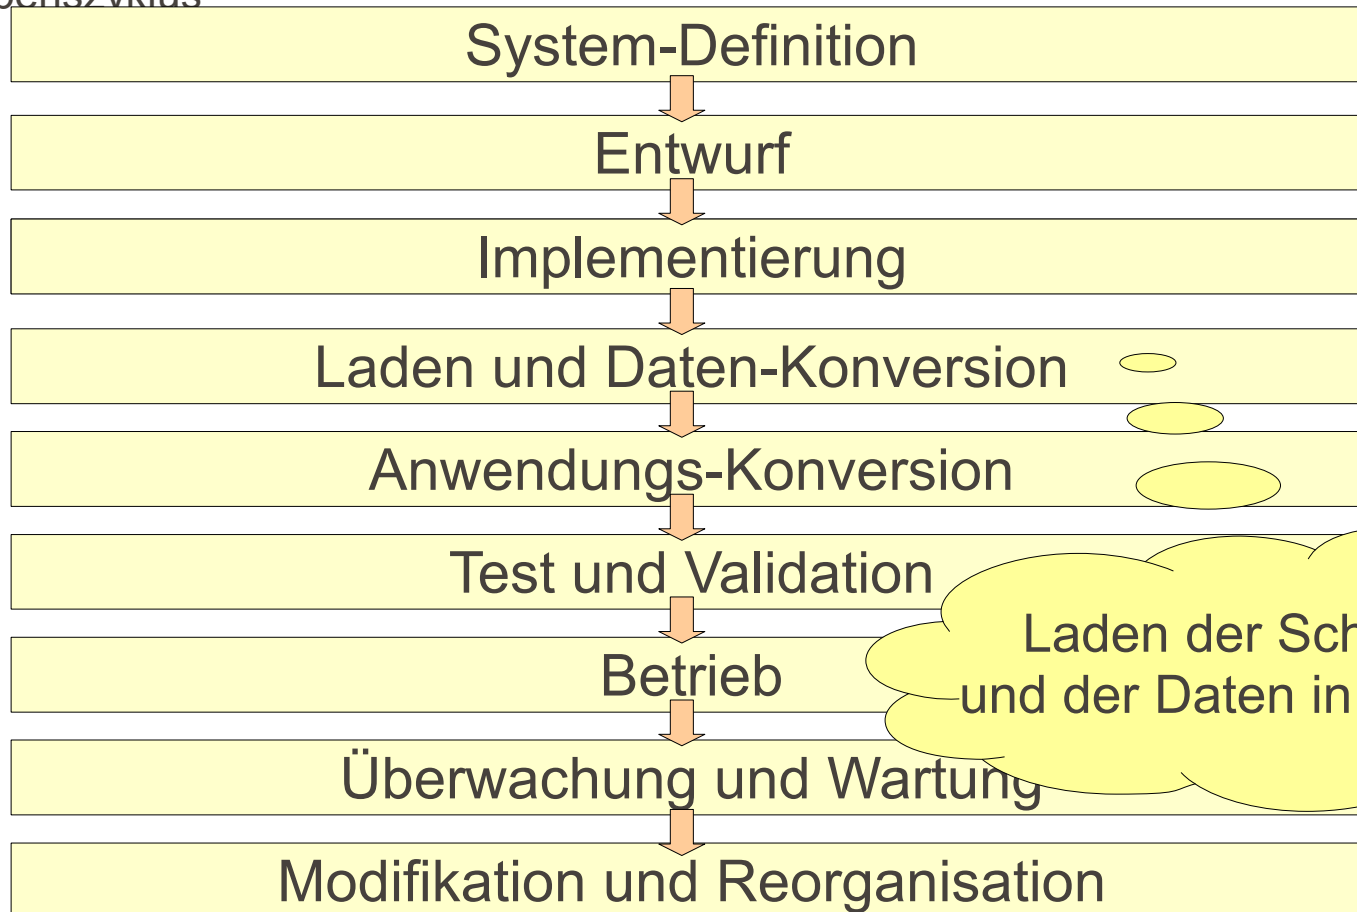 System-Definition
Entwurf
Implementierung
Laden und Daten-Konversion
Anwendungs-Konversion
Test und Validation
Laden der
Betrieb
und der Daten in
Überwachung und Wartung
Modifikation und Reorganisation